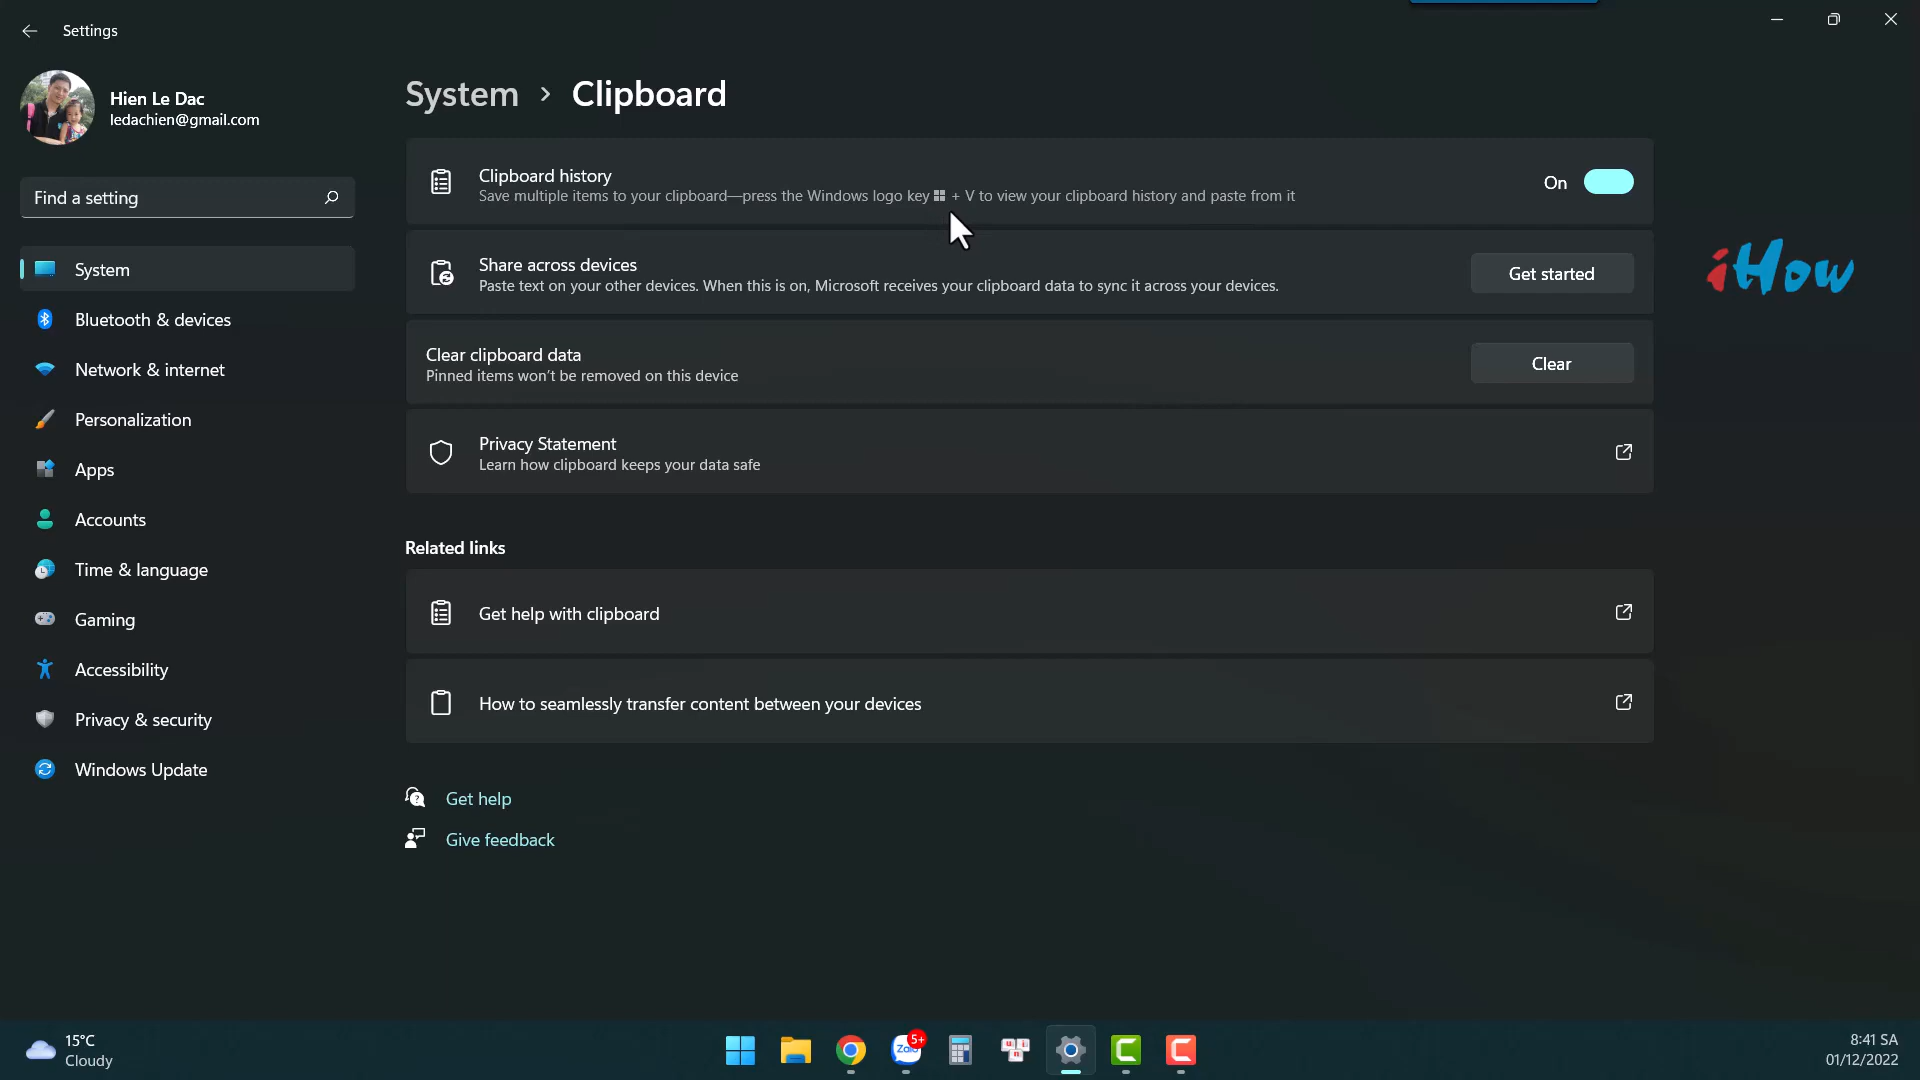 Settings
Hien Le Dac
ledachien@gmail.com
Find a setting
System
Bluetooth & devices
Network & internet
Personalization
Apps
Accounts
Time & language
Gaming
Accessibility
Privacy & security
Windows Update
System > Clipboard
Clipboard history
Save multiple items to your clipboard—press the Windows logo key + V to view your clipboard history and paste from it
On
Share across devices
Paste text on your other devices. When this is on, Microsoft receives your clipboard data to sync it across your devices.
Get started
Clear clipboard data
Pinned items won't be removed on this device
Clear
Privacy Statement
Learn how clipboard keeps your data safe
Related links
Get help with clipboard
How to seamlessly transfer content between your devices
Get help
Give feedback
iHow
15°C
Cloudy
Zalo
5+
u i
n
8:41 SA
01/12/2022